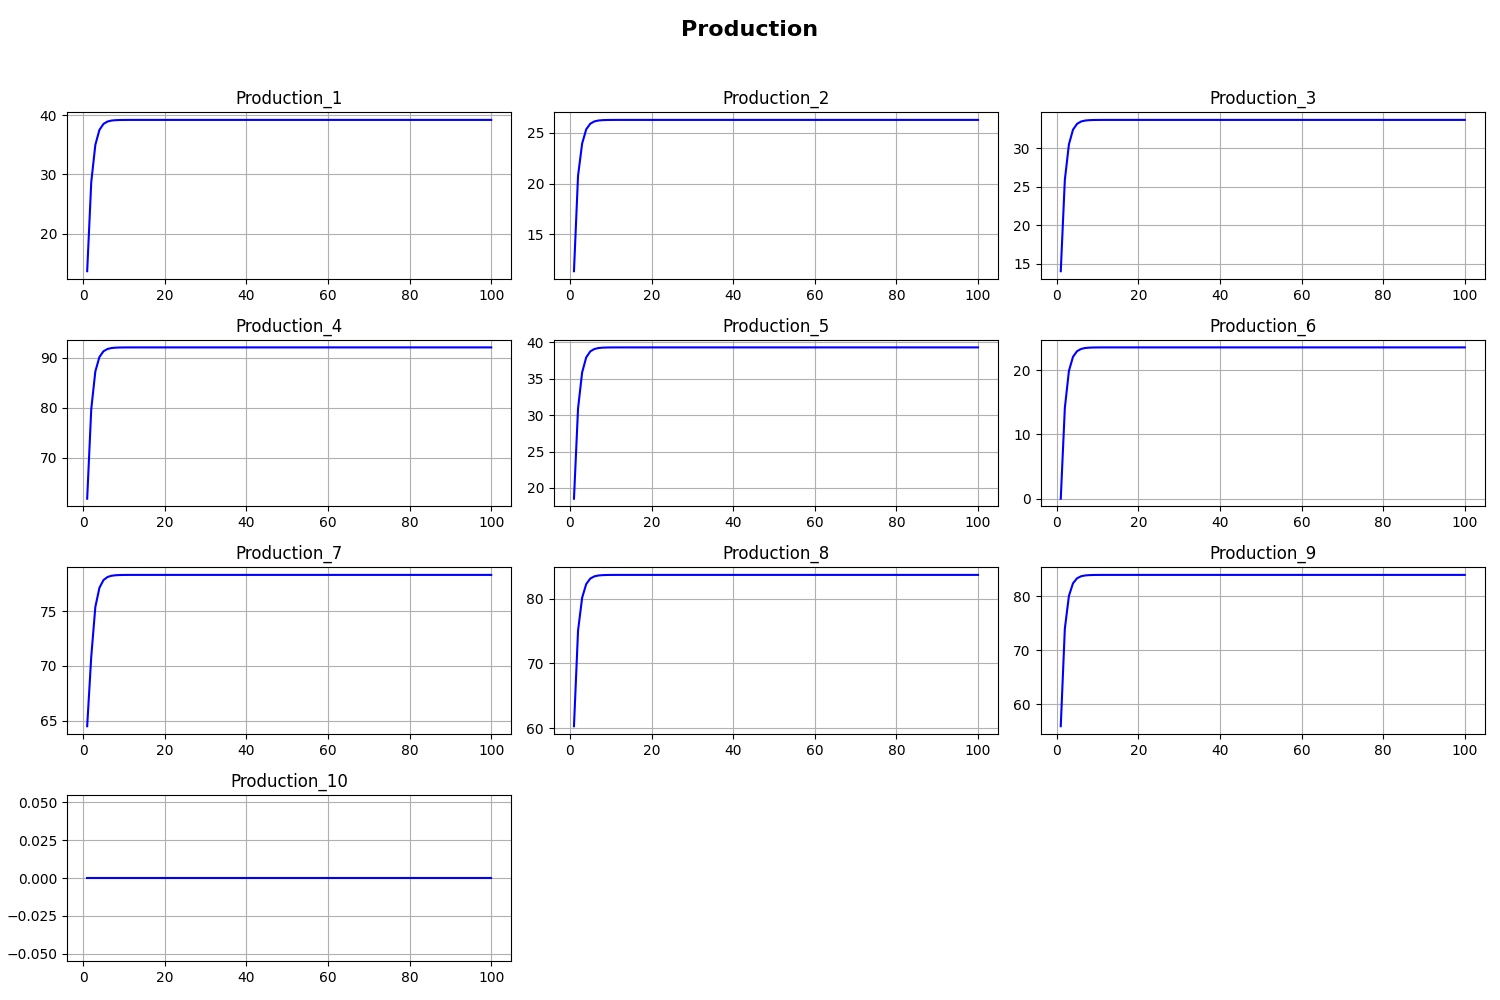 Production
Production_1
40
30
20
0 20 40 60 80 100
Production_2
25
20
15
0 20 40 60 80 100
Production_3
30
25
20
15
0 20 40 60 80 100
Production_4
90
80
70
0 20 40 60 80 100
Production_5
40
35
30
25
20
0 20 40 60 80 100
Production_6
20
10
0
0 20 40 60 80 100
Production_7
75
70
65
0 20 40 60 80 100
Production_8
80
70
60
0 20 40 60 80 100
Production_9
80
70
60
0 20 40 60 80 100
Production_10
0.050
0.025
0.000
−0.025
−0.050
0 20 40 60 80 100